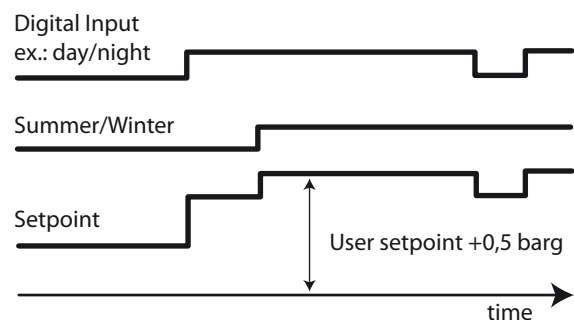 Digital Input
ex.: day/night
Summer/Winter
Setpoint
User setpoint +0,5 barg
time